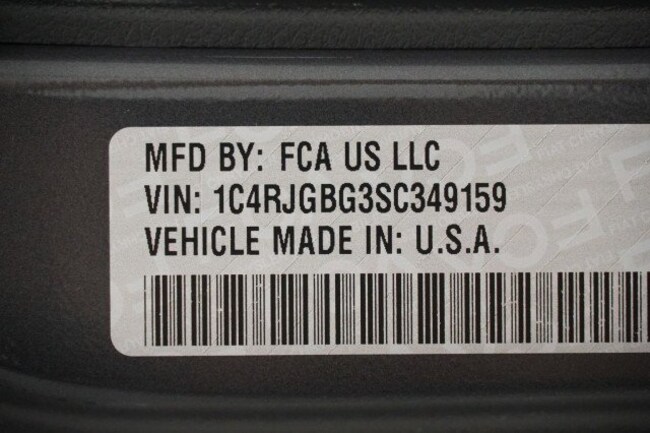 MFD BY: FCA US LLC
VIN: 1C4RJGBG3SC349159
VEHICLE MADE IN: U.S.A.